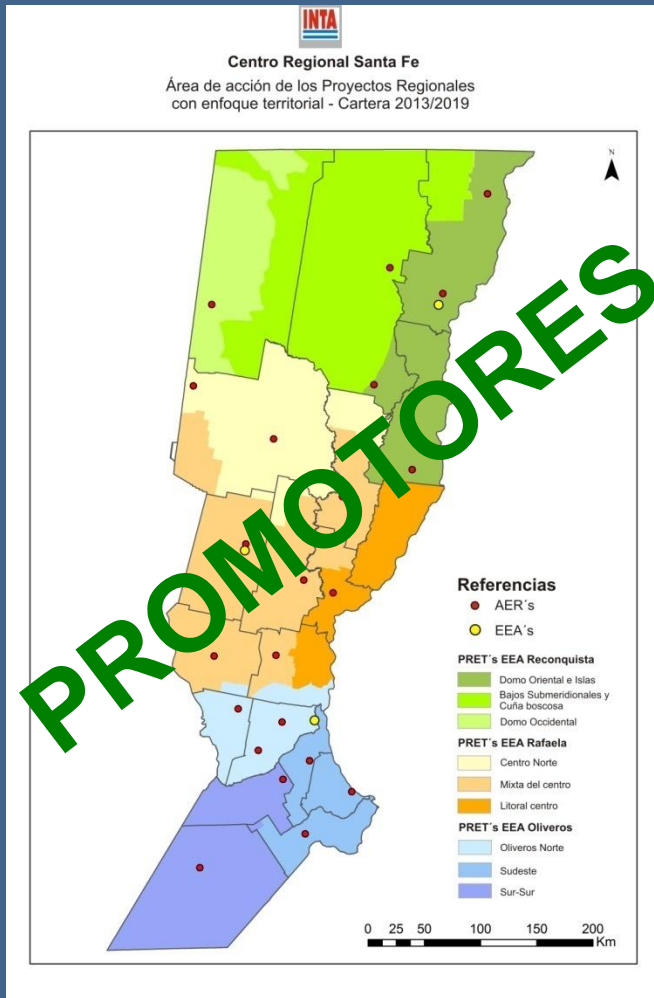 INTA
Centro Regional Santa Fe
Área de acción de los Proyectos Regionales
con enfoque territorial - Cartera 2013/2019
N
PROMOTORES
Referencias
AER´s
EEA´s
PRET´s EEA Reconquista
Domo Oriental e Islas
Bajos Submeridionales y
Cuña boscosa
Domo Occidental
PRET´s EEA Rafaela
Centro Norte
Mixta del centro
Litoral centro
PRET´s EEA Oliveros
Oliveros Norte
Sudeste
Sur-Sur
0 25 50 100 150 200
Km